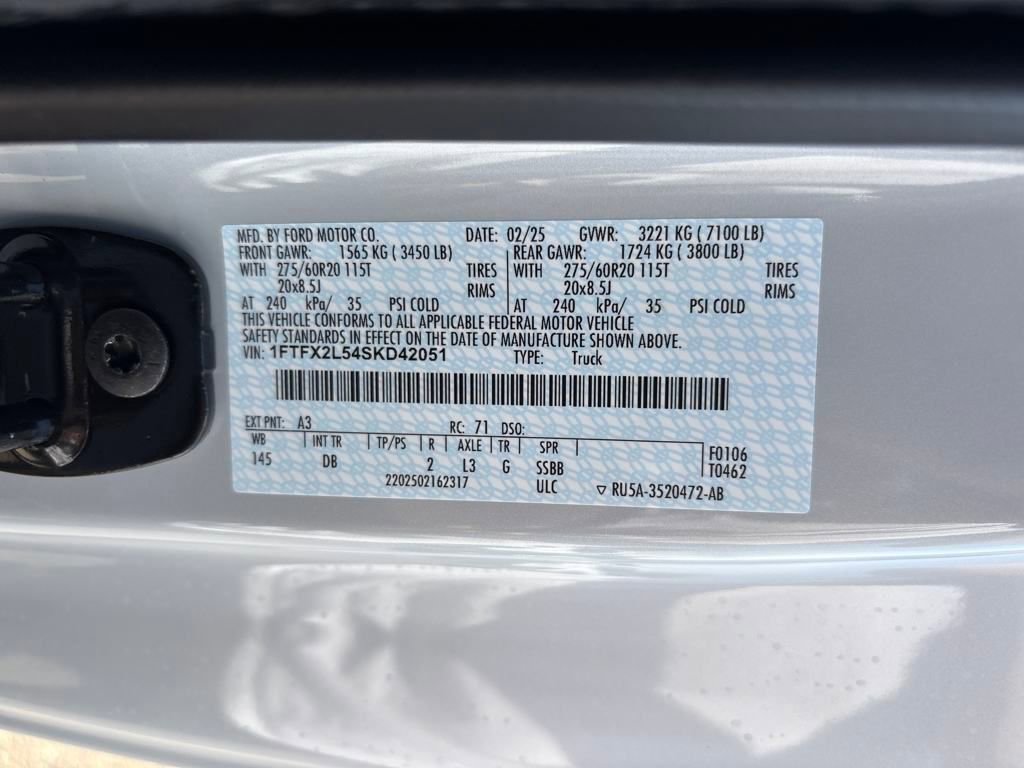 MFD. BY FORD MOTOR CO. DATE: 02/25 GVWR: 3221 KG ( 7100 LB)
FRONT GAWR: 1565 KG ( 3450 LB) REAR GAWR: 1724 KG ( 3800 LB)
WITH 275/60R20 115T TIRES WITH 275/60R20 115T TIRES
20x8.5J RIMS 20x8.5J RIMS
AT 240 kPa/ 35 PSI COLD AT 240 kPa/ 35 PSI COLD
THIS VEHICLE CONFORMS TO ALL APPLICABLE FEDERAL MOTOR VEHICLE
SAFETY STANDARDS IN EFFECT ON THE DATE OF MANUFACTURE SHOWN ABOVE.
VIN: 1FTFX2L54SKD42051 TYPE: Truck
EXT PNT: A3 RC: 71 DSO:
WB INT TR TP/PS R AXLE TR SPR F0106
145 DB 2 L3 G SSBB T0462
2202502162317 ULC ▽ RU5A-3520472-AB